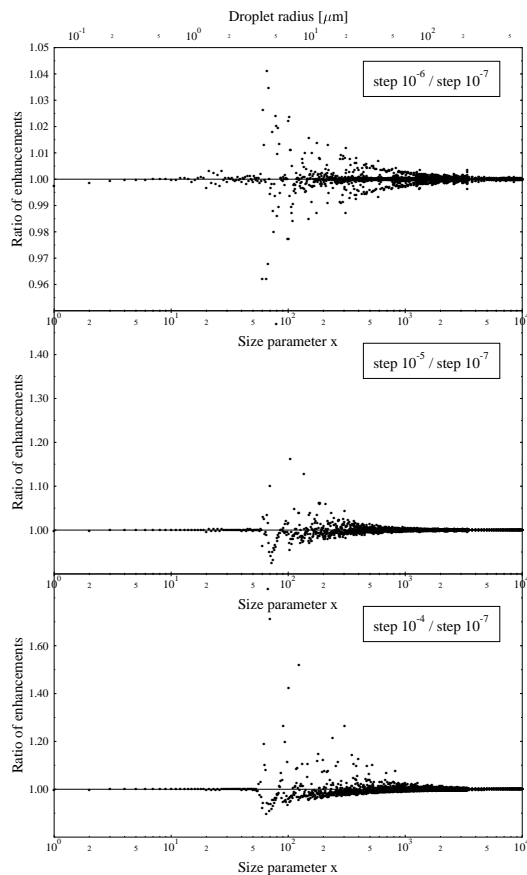 Droplet radius [μm]
10^-1 2 5 10^0 2 5 10^1 2 5 10^2 2 5
1.05
1.04
1.03
1.02
1.01
1.00
0.99
0.98
0.97
0.96
Ratio of enhancements
step 10^-6 / step 10^-7
10^0 2 5 10^1 2 5 10^2 2 5 10^3 2 5 10^4
Size parameter x
1.40
1.30
1.20
1.10
1.00
Ratio of enhancements
step 10^-5 / step 10^-7
10^0 2 5 10^1 2 5 10^2 2 5 10^3 2 5 10^4
Size parameter x
1.60
1.40
1.20
1.00
Ratio of enhancements
step 10^-4 / step 10^-7
10^0 2 5 10^1 2 5 10^2 2 5 10^3 2 5 10^4
Size parameter x